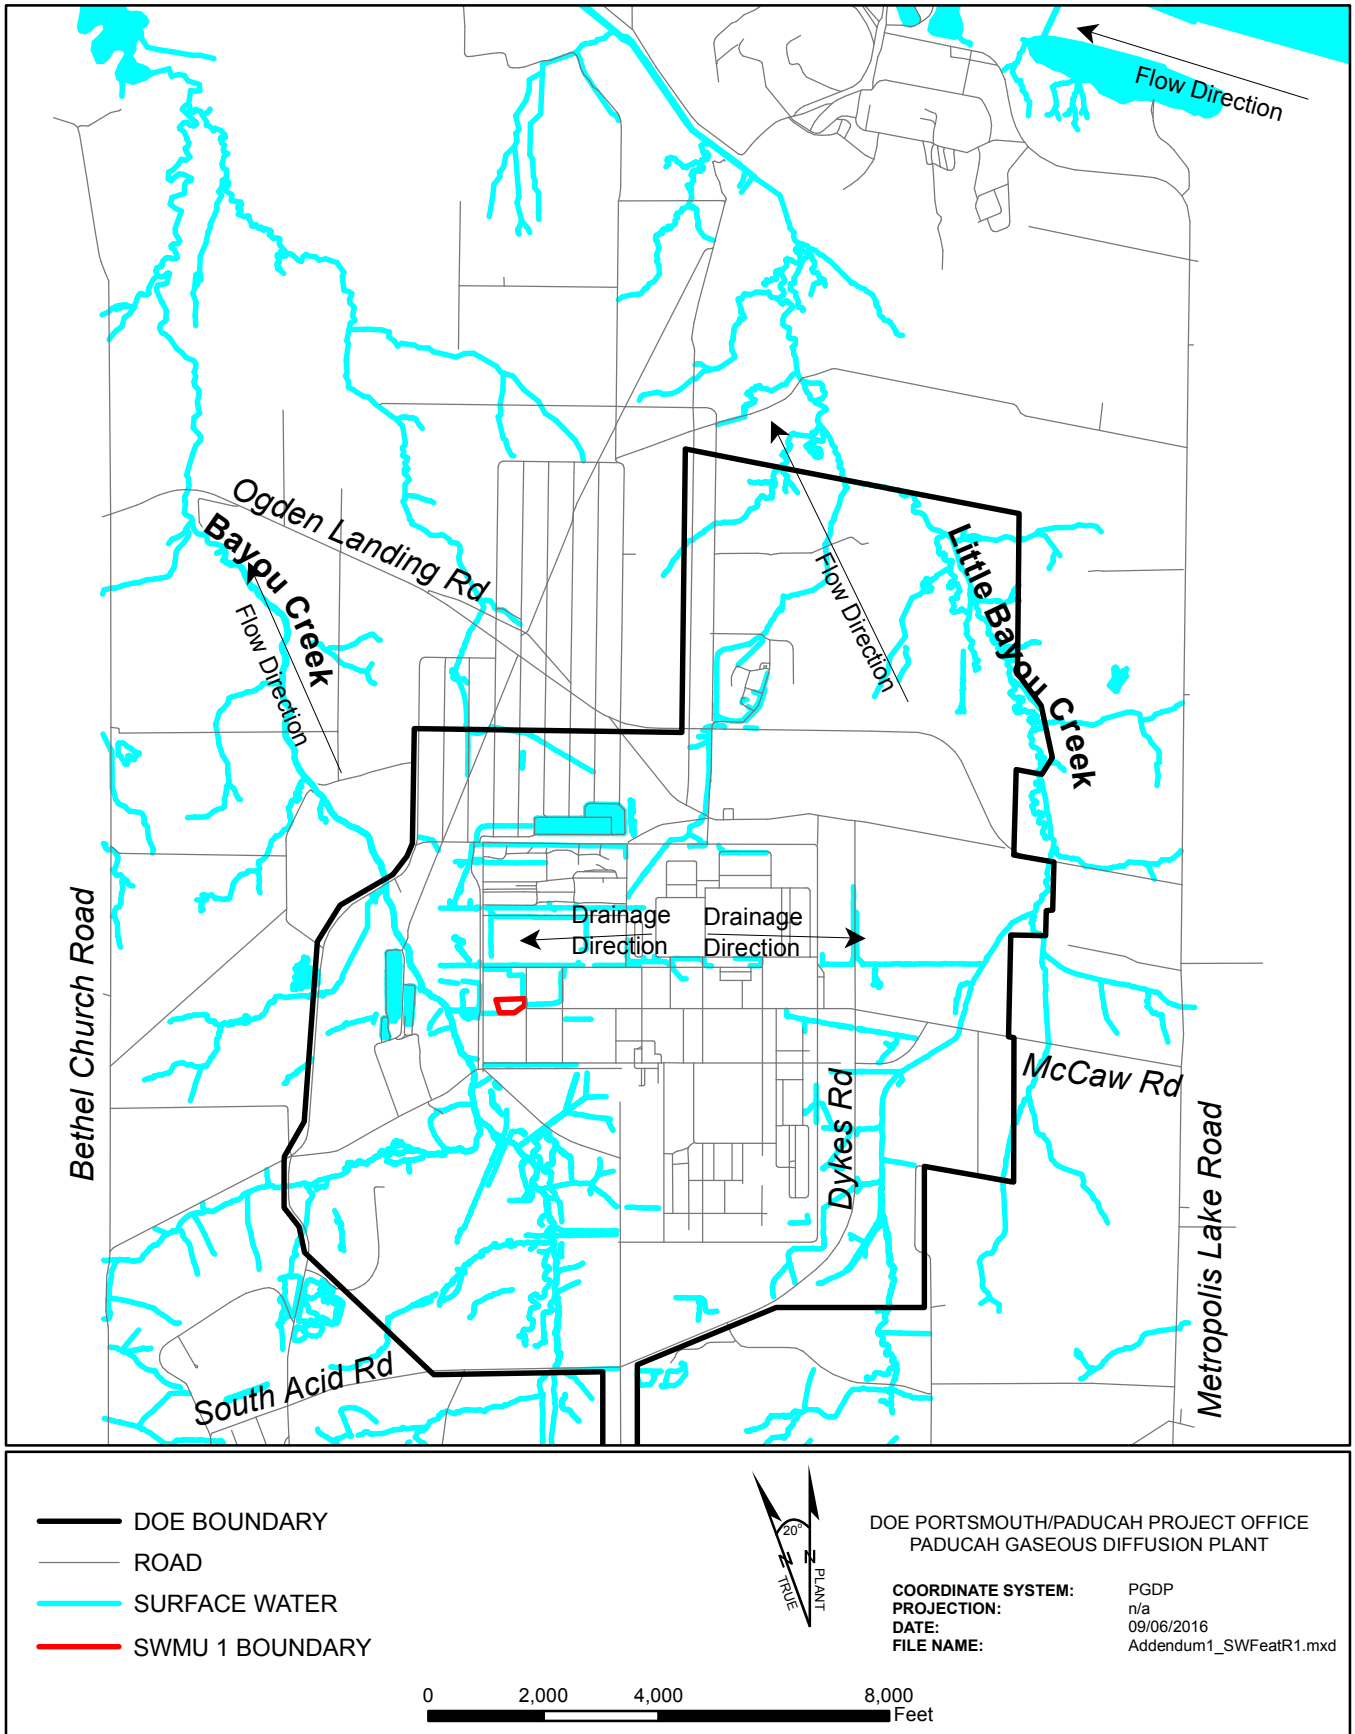 Flow Direction
Ogden Landing Rd
Bayou Creek
Flow Direction
Flow Direction
Little Bayou Creek
Drainage
Direction
Drainage
Direction
Bethel Church Road
McCaw Rd
Dykes Rd
Metropolis Lake Road
South Acid Rd
DOE BOUNDARY
ROAD
SURFACE WATER
SWMU 1 BOUNDARY
20°
N
TRUE
N
PLANT
DOE PORTSMOUTH/PADUCAH PROJECT OFFICE
PADUCAH GASEOUS DIFFUSION PLANT
COORDINATE SYSTEM: PGDP
PROJECTION: n/a
DATE: 09/06/2016
FILE NAME: Addendum1_SWFeatR1.mxd
0 2,000 4,000 8,000
Feet